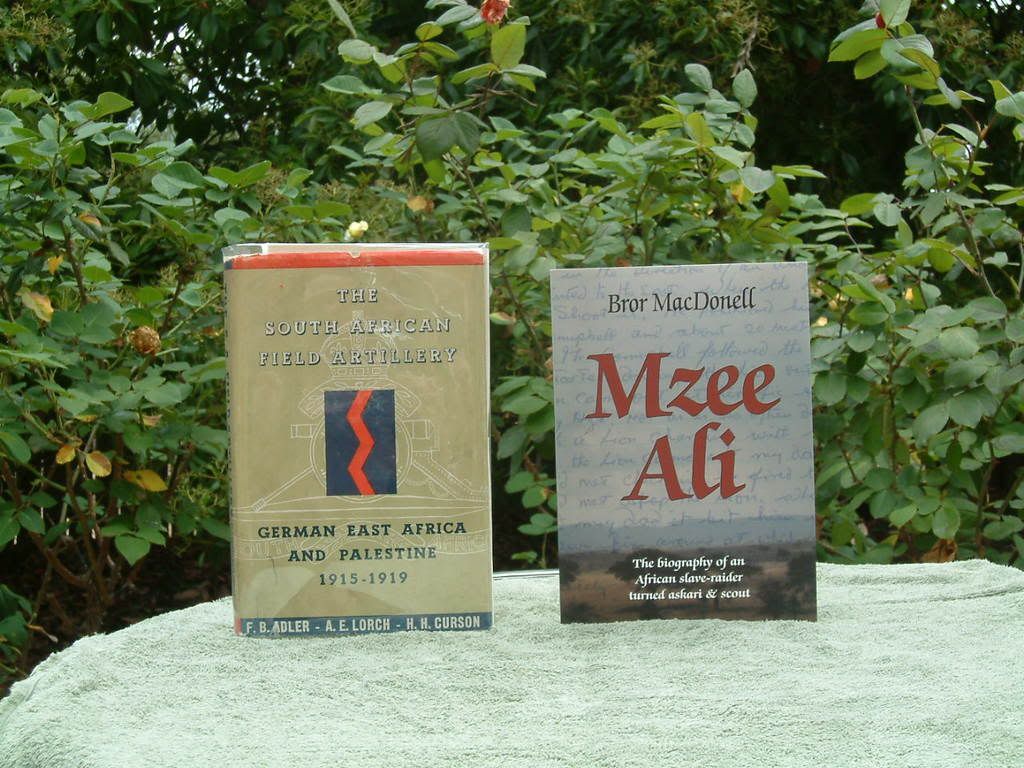 THE
SOUTH AFRICAN
FIELD ARTILLERY
GERMAN EAST AFRICA
AND PALESTINE
1915-1919
F. B. ADLER - A. E. LORCH - H. H. CURSON
Bror MacDonell
Mzee
Ali
The biography of an
African slave-raider
turned askari & scout